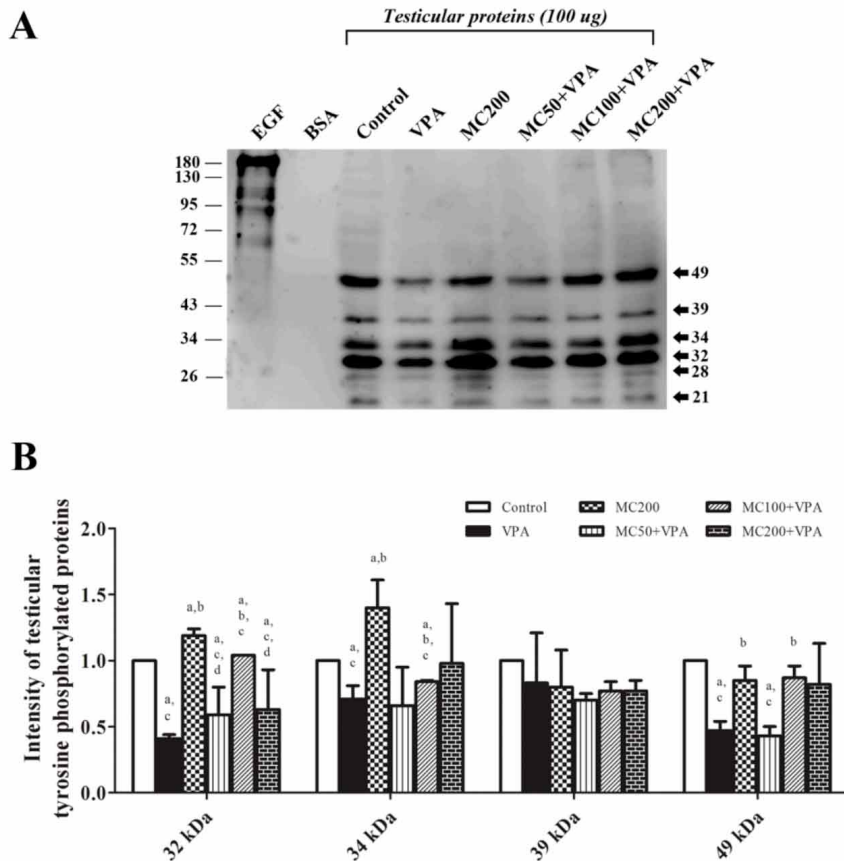 A
Testicular proteins (100 ug)
EGF
BSA
Control
VPA
MC200
MC50+VPA
MC100+VPA
MC200+VPA
180
130
95
72
55
43
34
26
49
39
34
32
28
21
B
Control
VPA
MC200
MC50+VPA
MC100+VPA
MC200+VPA
Intensity of testicular
tyrosine phosphorylated proteins
2.0
1.5
1.0
0.5
0.0
a,
c
a,b
a,
c,
d
a,
b,
c
a,
c,
d
a,
c
a,b
a,
b,
c
a,
c
b
a,
c
b
32 kDa
34 kDa
39 kDa
49 kDa